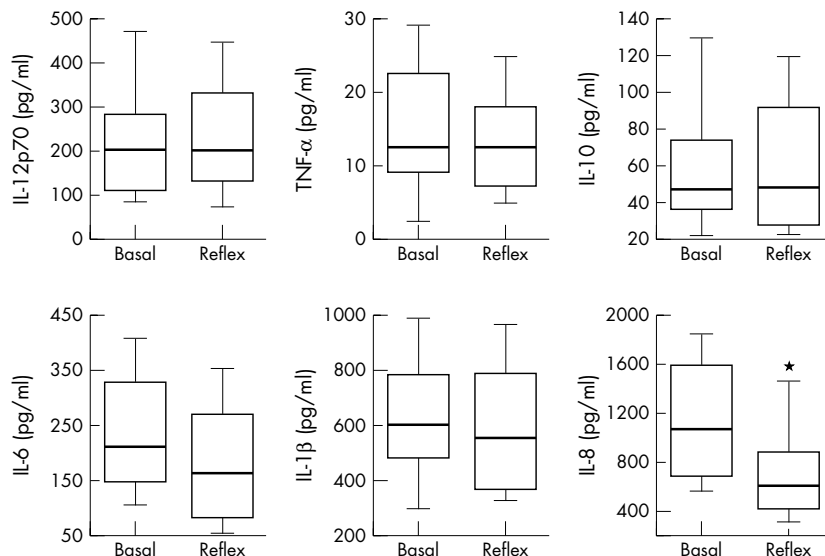 IL-12p70 (pg/ml)
500
400
300
200
100
0
Basal
Reflex
TNF-α (pg/ml)
30
20
10
0
Basal
Reflex
IL-10 (pg/ml)
140
120
100
80
60
40
20
Basal
Reflex
IL-6 (pg/ml)
450
350
250
150
50
Basal
Reflex
IL-1β (pg/ml)
1000
800
600
400
200
Basal
Reflex
IL-8 (pg/ml)
2000
1600
1200
800
400
Basal
Reflex